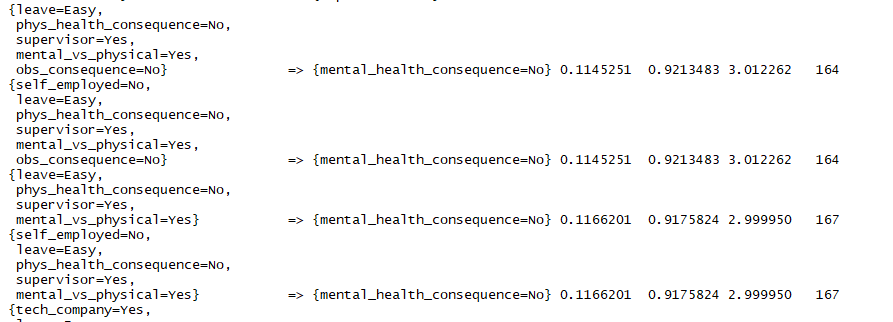 {leave=Easy,
phys_health_consequence=No,
supervisor=Yes,
mental_vs_physical=Yes,
obs_consequence=No} => {mental_health_consequence=No} 0.1145251 0.9213483 3.012262 164
{self_employed=No,
leave=Easy,
phys_health_consequence=No,
supervisor=Yes,
mental_vs_physical=Yes,
obs_consequence=No} => {mental_health_consequence=No} 0.1145251 0.9213483 3.012262 164
{leave=Easy,
phys_health_consequence=No,
supervisor=Yes,
mental_vs_physical=Yes} => {mental_health_consequence=No} 0.1166201 0.9175824 2.999950 167
{self_employed=No,
leave=Easy,
phys_health_consequence=No,
supervisor=Yes,
mental_vs_physical=Yes} => {mental_health_consequence=No} 0.1166201 0.9175824 2.999950 167
{tech_company=Yes,